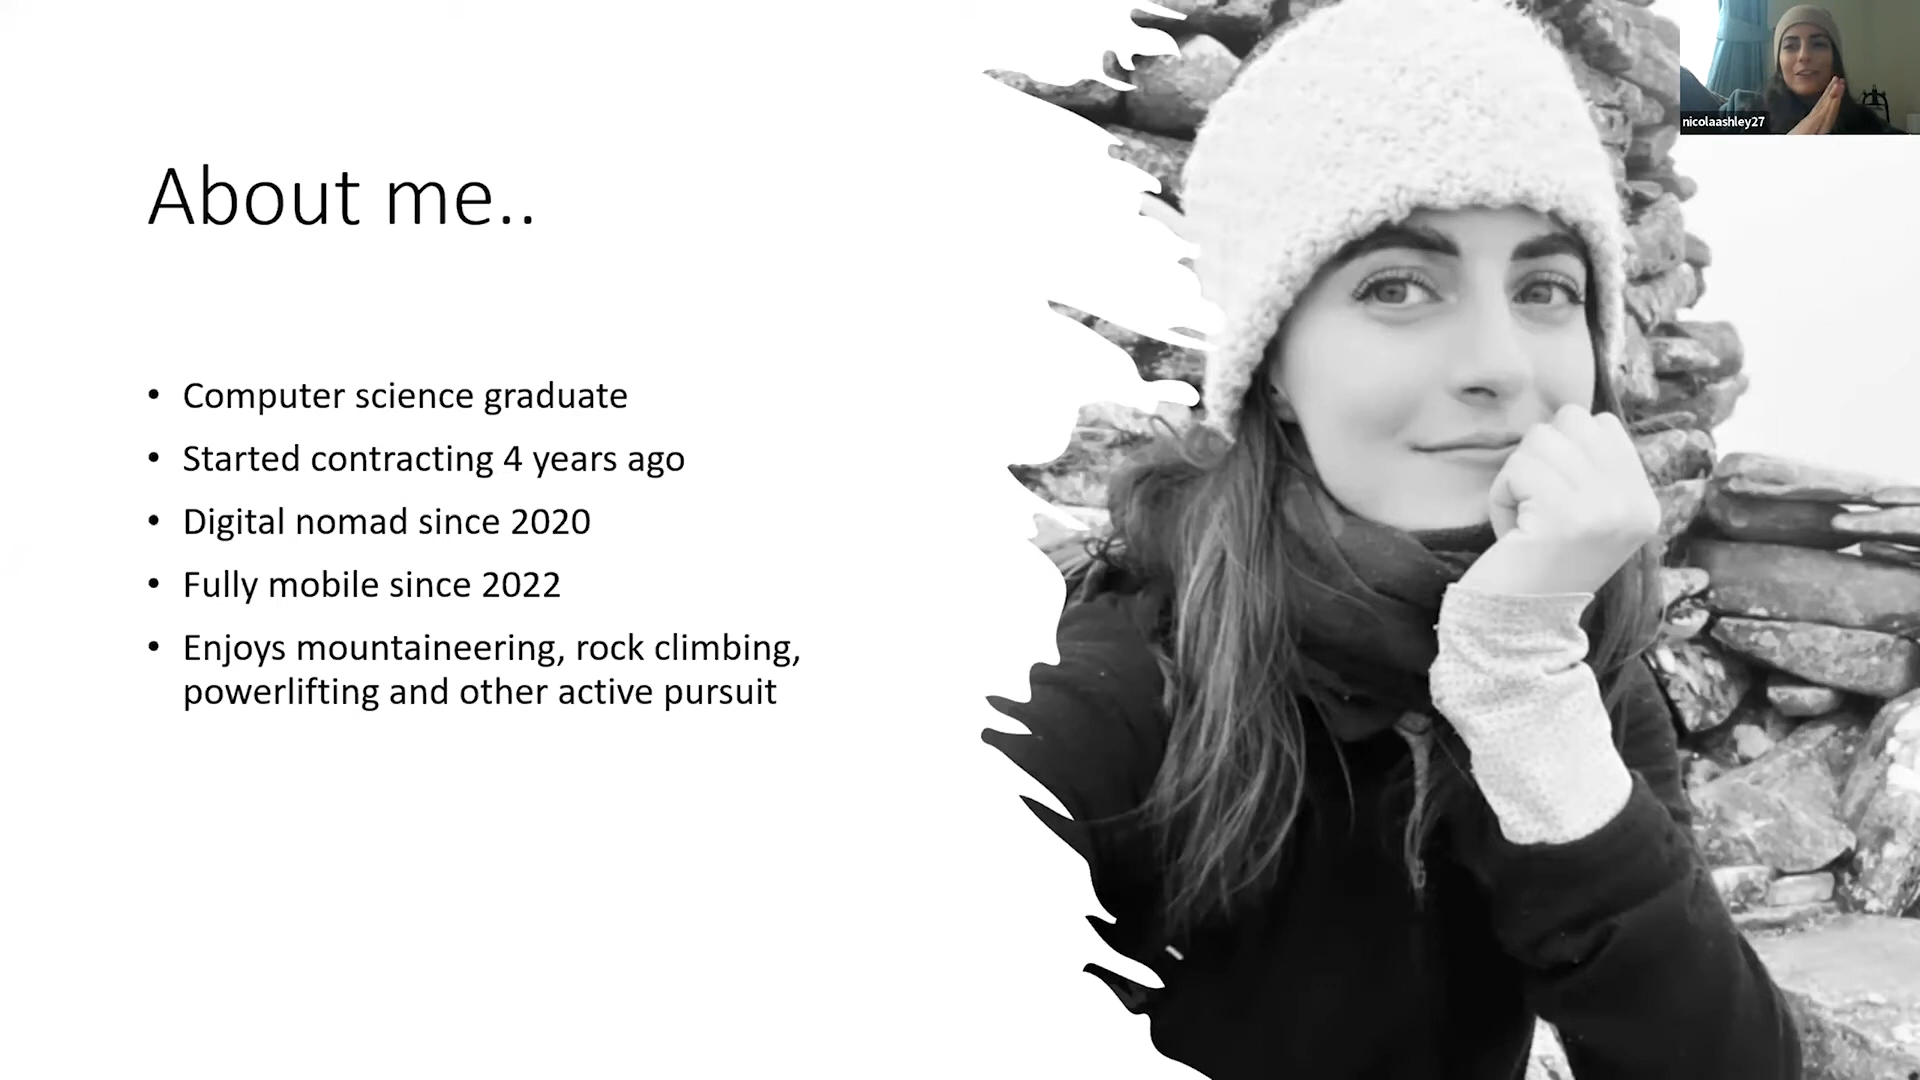 nicolaashley27
About me..
• Computer science graduate
• Started contracting 4 years ago
• Digital nomad since 2020
• Fully mobile since 2022
• Enjoys mountaineering, rock climbing,
powerlifting and other active pursuit